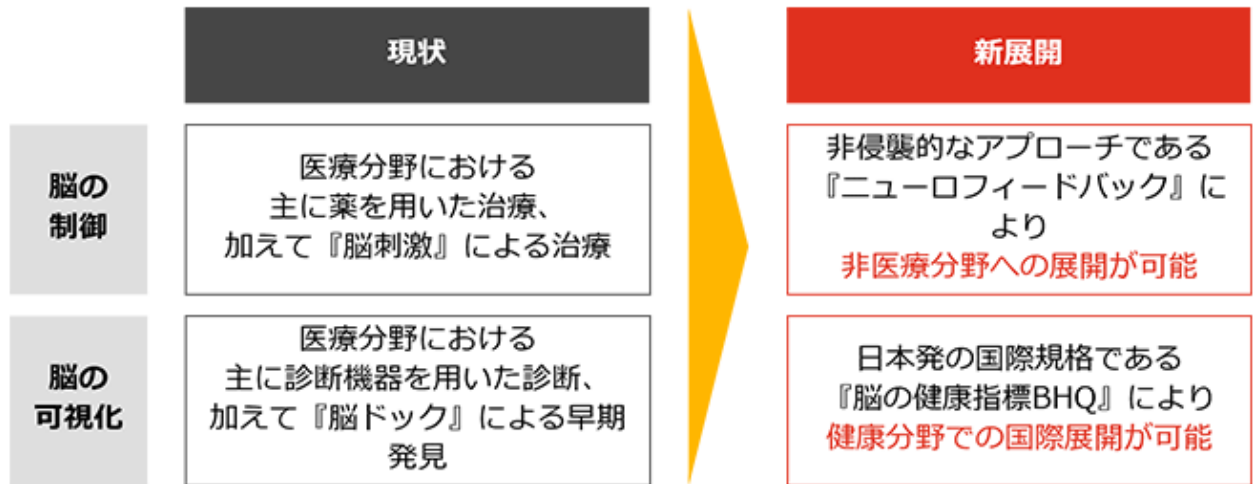 現状
新展開
脳の
制御
医療分野における
主に薬を用いた治療、
加えて『脳刺激』による治療
非侵襲的なアプローチである
『ニューロフィードバック』に
より
非医療分野への展開が可能
脳の
可視化
医療分野における
主に診断機器を用いた診断、
加えて『脳ドック』による早期
発見
日本発の国際規格である
『脳の健康指標BHQ』により
健康分野での国際展開が可能